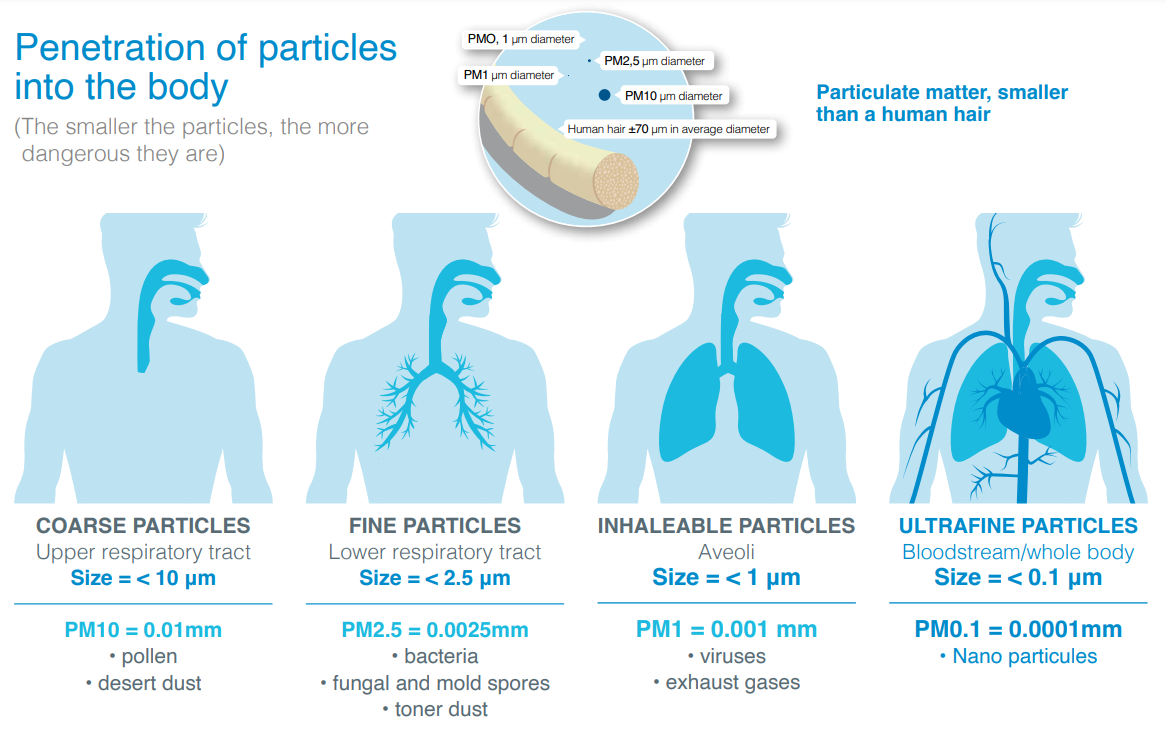 Penetration of particles
into the body
(The smaller the particles, the more
dangerous they are)
PMO, 1 µm diameter
PM2,5 µm diameter
PM1 µm diameter
PM10 µm diameter
Human hair ±70 µm in average diameter
Particulate matter, smaller
than a human hair
COARSE PARTICLES
Upper respiratory tract
Size = < 10 µm
PM10 = 0.01mm
• pollen
• desert dust
FINE PARTICLES
Lower respiratory tract
Size = < 2.5 µm
PM2.5 = 0.0025mm
• bacteria
• fungal and mold spores
• toner dust
INHALEABLE PARTICLES
Aveoli
Size = < 1 µm
PM1 = 0.001 mm
• viruses
• exhaust gases
ULTRAFINE PARTICLES
Bloodstream/whole body
Size = < 0.1 µm
PM0.1 = 0.0001mm
• Nano particules